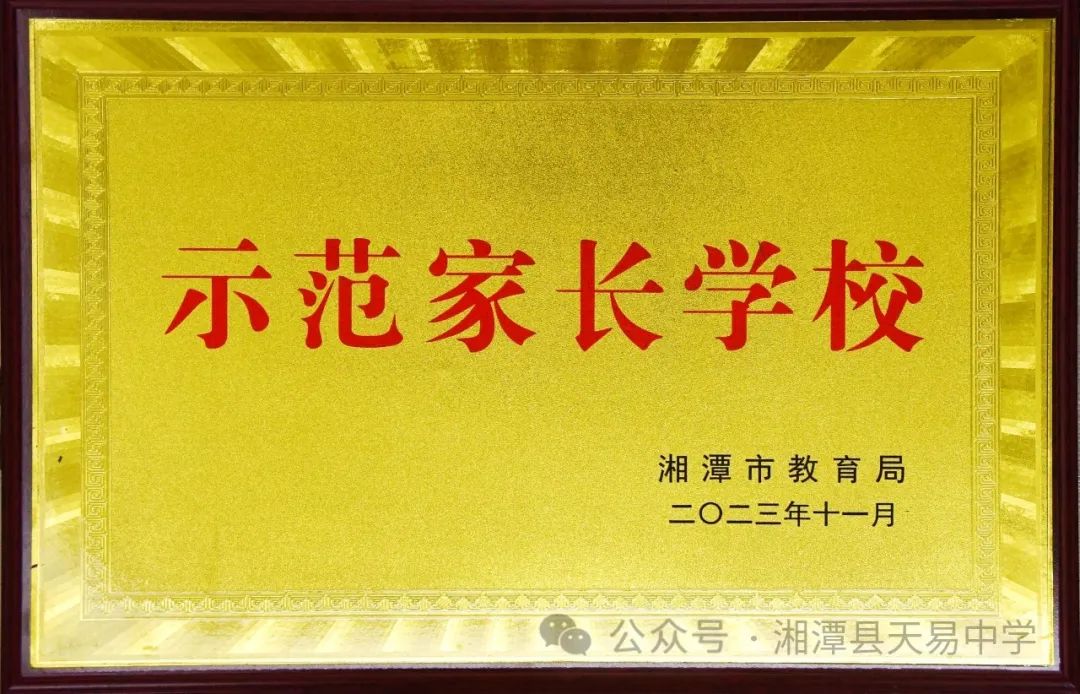 示范家长学校
湘潭市教育局
二〇二三年十一月
公众号·湘潭县天易中学